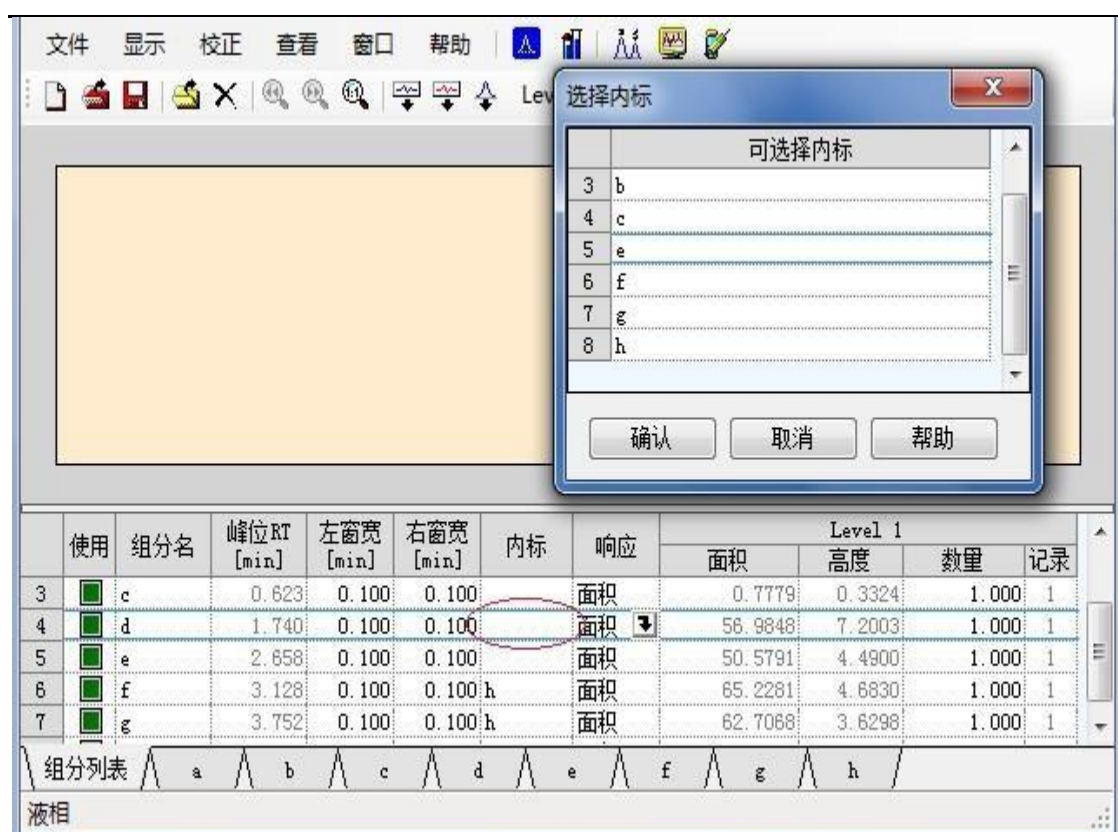 文件 显示 校正 查看 窗口 帮助
Lev
选择内标
可选择内标
3 b
4 c
5 e
6 f
7 g
8 h
确认 取消 帮助
使用 组分名 峰位RT [min] 左窗宽 [min] 右窗宽 [min] 内标 响应 Level 1
面积 高度 数量 记录
3 c 0.623 0.100 0.100 面积 0.7779 0.3324 1.000 1
4 d 1.740 0.100 0.100 面积 56.9848 7.2003 1.000 1
5 e 2.658 0.100 0.100 面积 50.5791 4.4900 1.000 1
6 f 3.128 0.100 0.100 h 面积 65.2281 4.6830 1.000 1
7 g 3.752 0.100 0.100 h 面积 62.7068 3.6298 1.000 1
组分列表 a b c d e f g h
液相